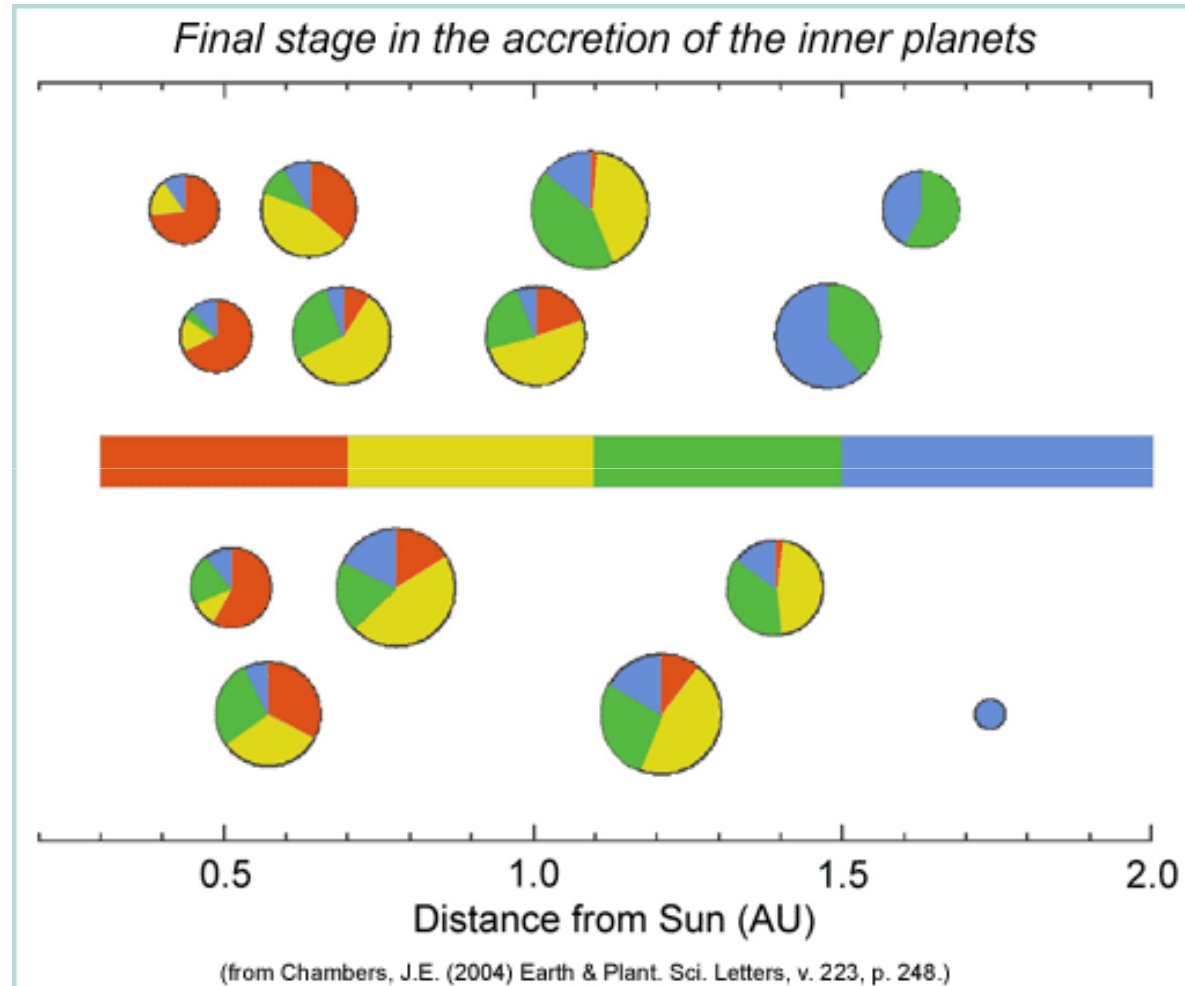 Final stage in the accretion of the inner planets
0.5 1.0 1.5 2.0
Distance from Sun (AU)
(from Chambers, J.E. (2004) Earth & Plant. Sci. Letters, v. 223, p. 248.)